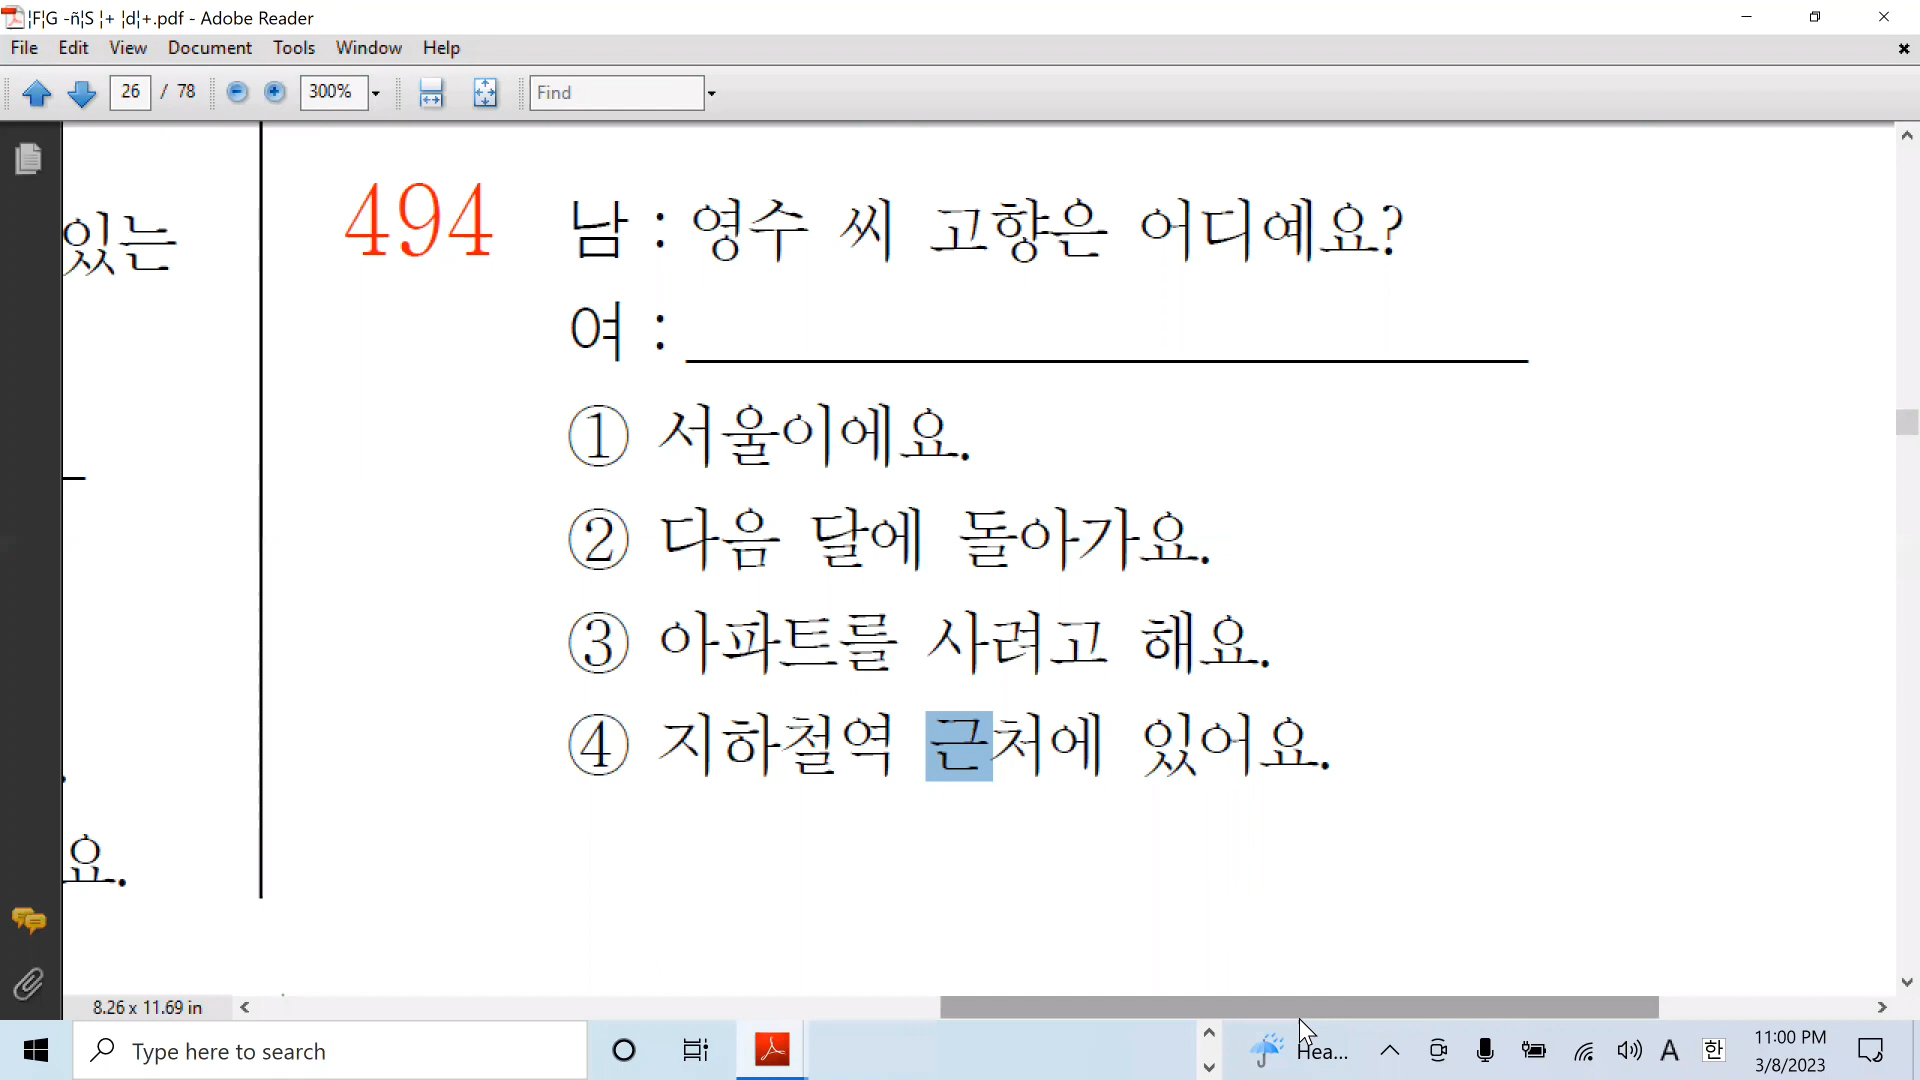 ¦F¦G -ñ¦S ¦+ ¦d¦+.pdf - Adobe Reader
File Edit View Document Tools Window Help
26 / 78 300% Find
있는
요.
494 남 : 영수 씨 고향은 어디예요?
여 :
① 서울이에요.
② 다음 달에 돌아가요.
③ 아파트를 사려고 해요.
④ 지하철역 근처에 있어요.
8.26 x 11.69 in
Type here to search
Hea...
A 한
11:00 PM
3/8/2023